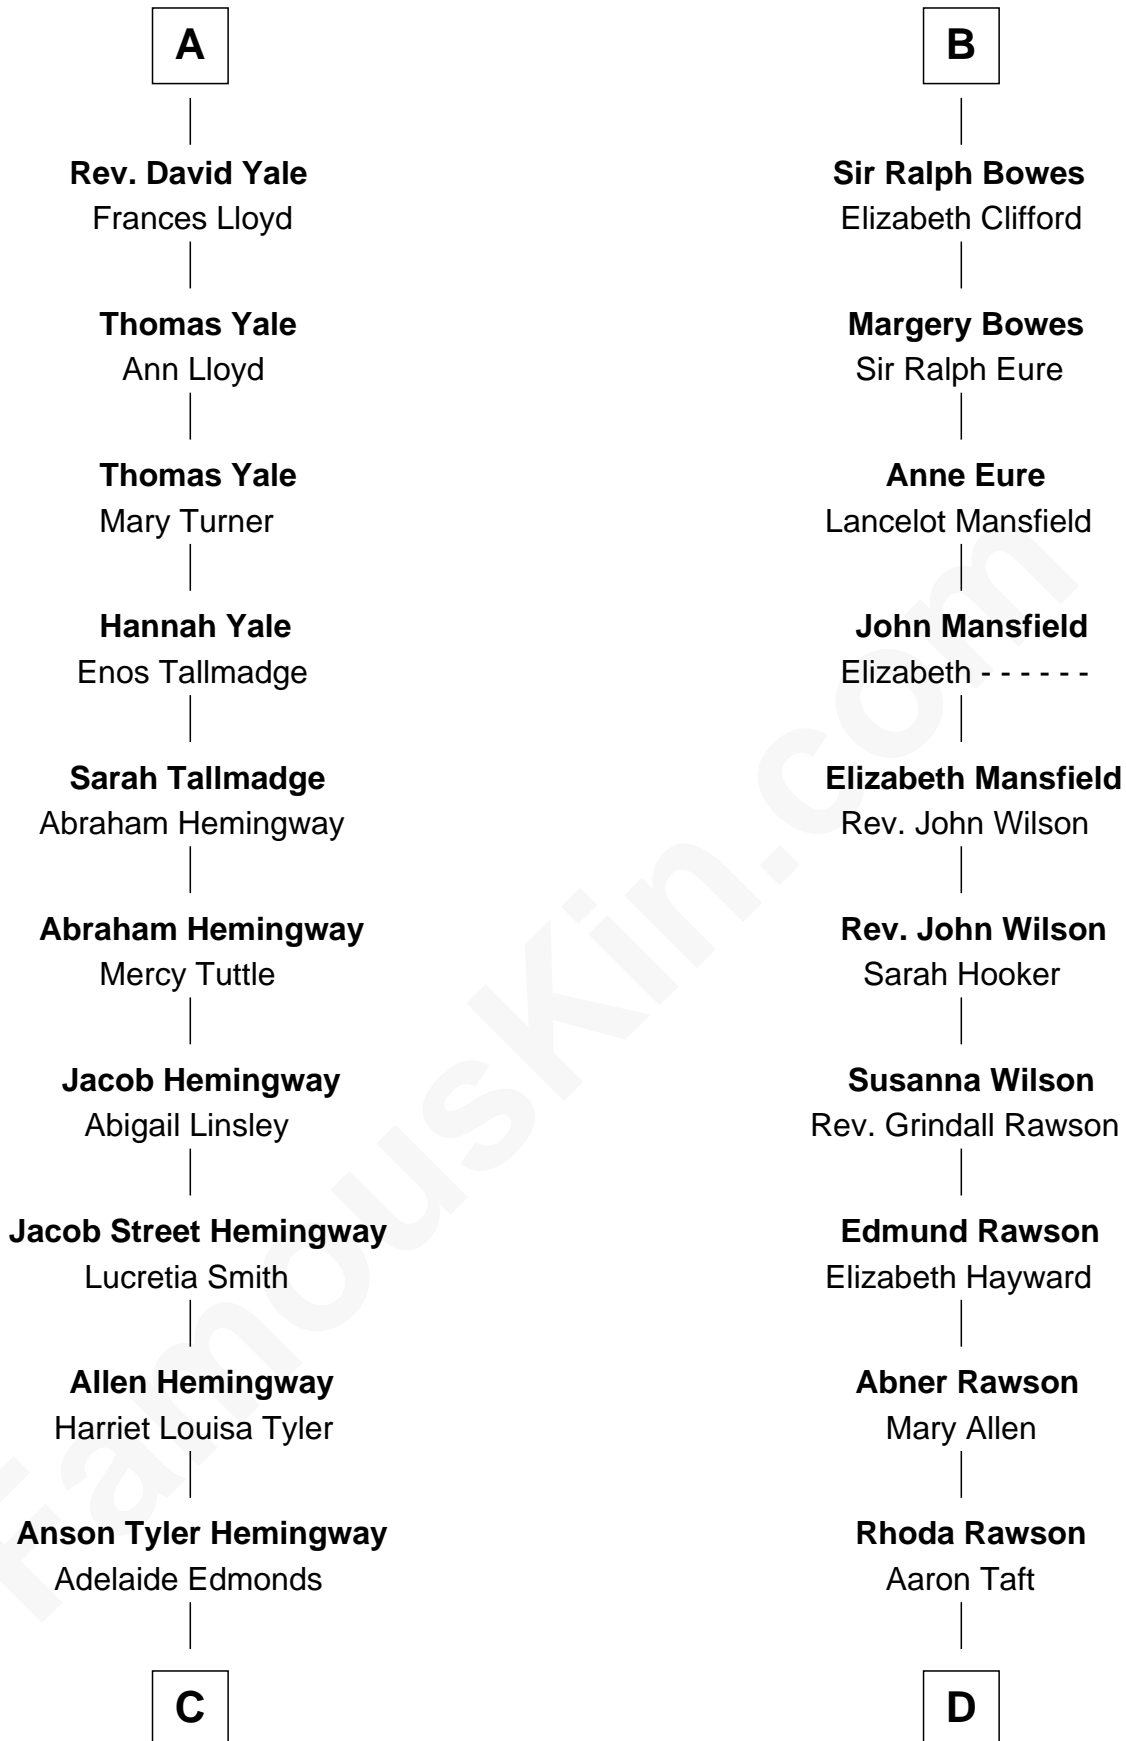 A
Rev. David Yale
Frances Lloyd
Thomas Yale
Ann Lloyd
Thomas Yale
Mary Turner
Hannah Yale
Enos Tallmadge
Sarah Tallmadge
Abraham Hemingway
Abraham Hemingway
Mercy Tuttle
Jacob Hemingway
Abigail Linsley
Jacob Street Hemingway
Lucretia Smith
Allen Hemingway
Harriet Louisa Tyler
Anson Tyler Hemingway
Adelaide Edmonds
C
B
Sir Ralph Bowes
Elizabeth Clifford
Margery Bowes
Sir Ralph Eure
Anne Eure
Lancelot Mansfield
John Mansfield
Elizabeth - - - - - -
Elizabeth Mansfield
Rev. John Wilson
Rev. John Wilson
Sarah Hooker
Susanna Wilson
Rev. Grindall Rawson
Edmund Rawson
Elizabeth Hayward
Abner Rawson
Mary Allen
Rhoda Rawson
Aaron Taft
D
FamousKin.com